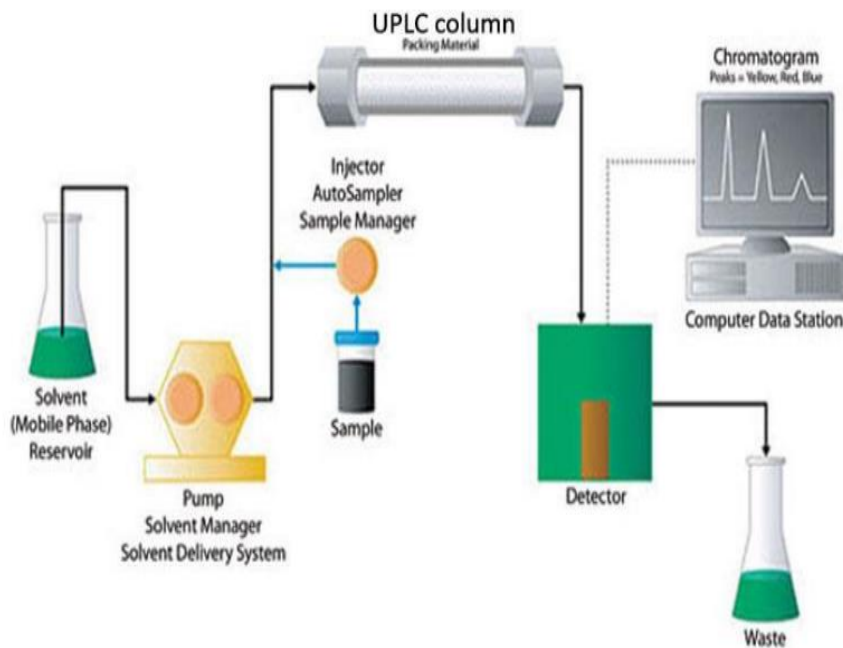 UPLC column
Packing Material
Chromatogram
Peaks = Yellow, Red, Blue
Injector
AutoSampler
Sample Manager
Solvent
(Mobile Phase)
Reservoir
Sample
Pump
Solvent Manager
Solvent Delivery System
Computer Data Station
Detector
Waste